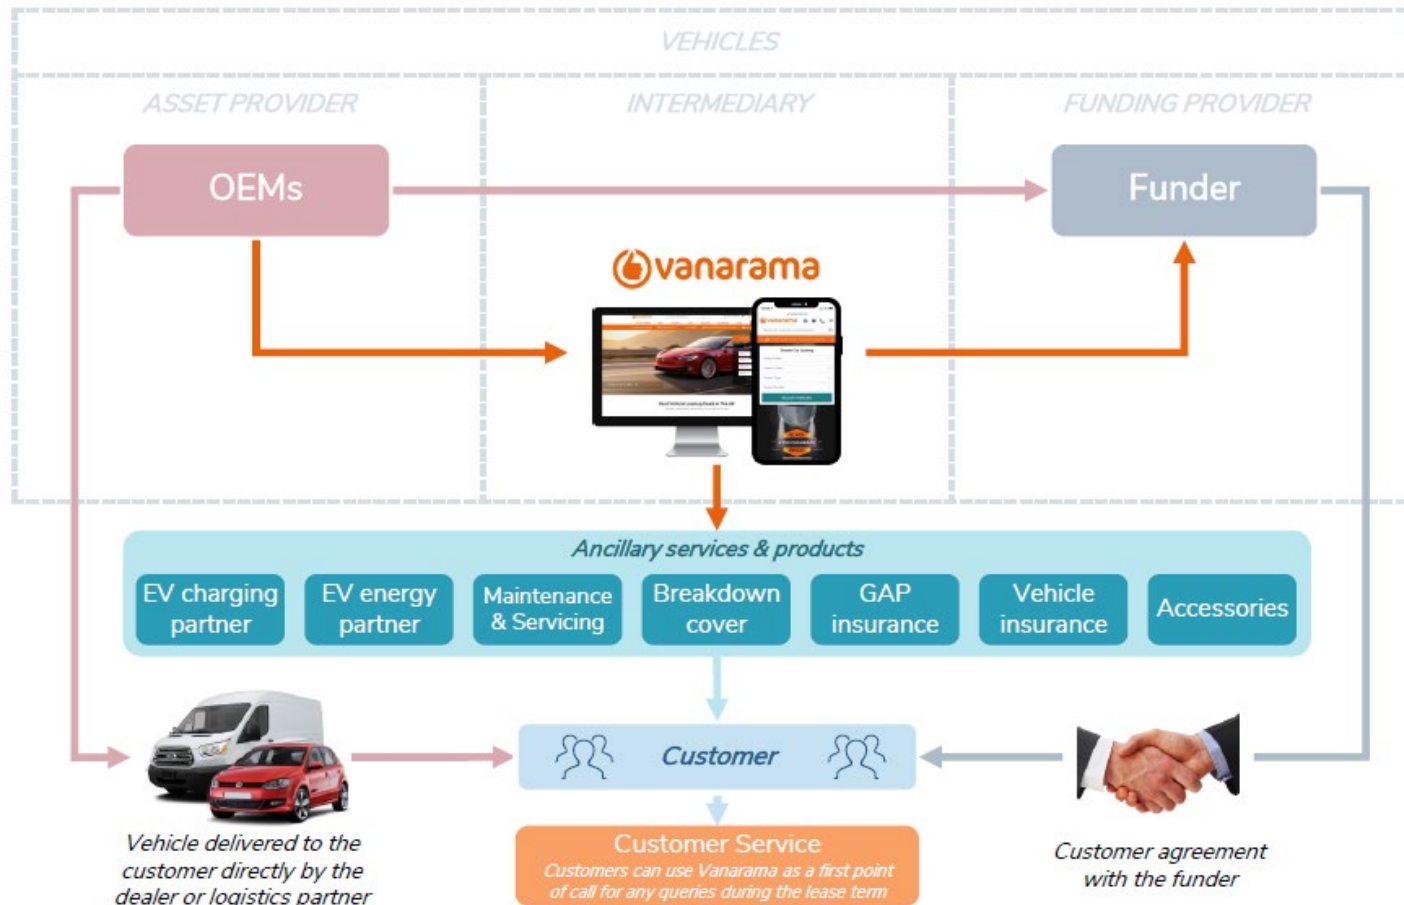 VEHICLES
ASSET PROVIDER
INTERMEDIARY
FUNDING PROVIDER
OEMs
Funder
vanarama
vanarama
Ancillary services & products
EV charging
partner
EV energy
partner
Maintenance
& Servicing
Breakdown
cover
GAP
insurance
Vehicle
insurance
Accessories
Customer
Vehicle delivered to the
customer directly by the
dealer or logistics partner
Customer Service
Customers can use Vanarama as a first point
of call for any queries during the lease term
Customer agreement
with the funder